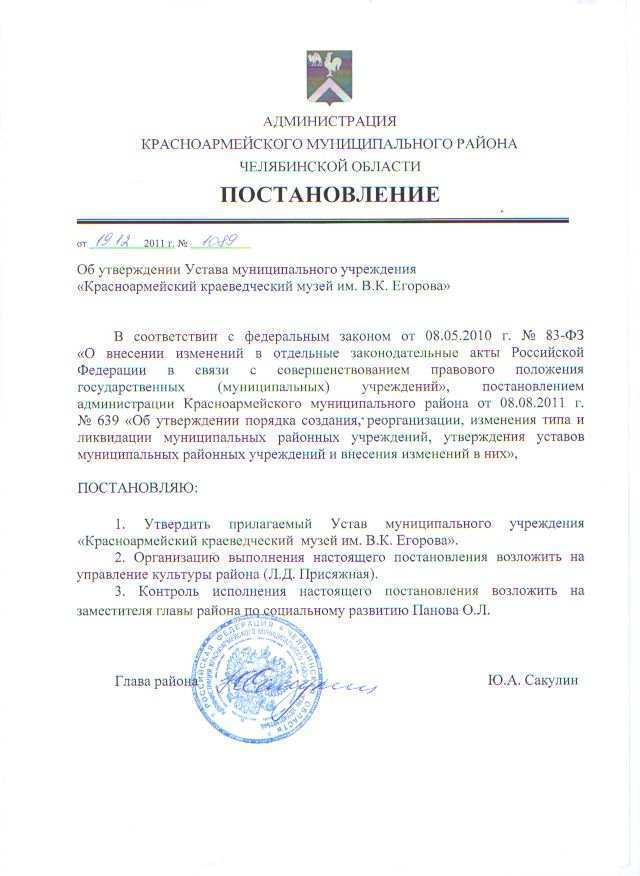 АДМИНИСТРАЦИЯ
КРАСНОАРМЕЙСКОГО МУНИЦИПАЛЬНОГО РАЙОНА
ЧЕЛЯБИНСКОЙ ОБЛАСТИ
ПОСТАНОВЛЕНИЕ
от 19.12 2011 г. № 1089
Об утверждении Устава муниципального учреждения
«Красноармейский краеведческий музей им. В.К. Егорова»
В соответствии с федеральным законом от 08.05.2010 г. № 83-ФЗ
«О внесении изменений в отдельные законодательные акты Российской
Федерации в связи с совершенствованием правового положения
государственных (муниципальных) учреждений», постановлением
администрации Красноармейского муниципального района от 08.08.2011 г.
№ 639 «Об утверждении порядка создания, реорганизации, изменения типа и
ликвидации муниципальных районных учреждений, утверждения уставов
муниципальных районных учреждений и внесения изменений в них»,
ПОСТАНОВЛЯЮ:
1. Утвердить прилагаемый Устав муниципального учреждения
«Красноармейский краеведческий музей им. В.К. Егорова».
2. Организацию выполнения настоящего постановления возложить на
управление культуры района (Л.Д. Присяжная).
3. Контроль исполнения настоящего постановления возложить на
заместителя главы района по социальному развитию Панова О.Л.
РОССИЙСКАЯ ФЕДЕРАЦИЯ * ЧЕЛЯБИНСКАЯ ОБЛАСТЬ
Глава района Ю.А. Сакулин